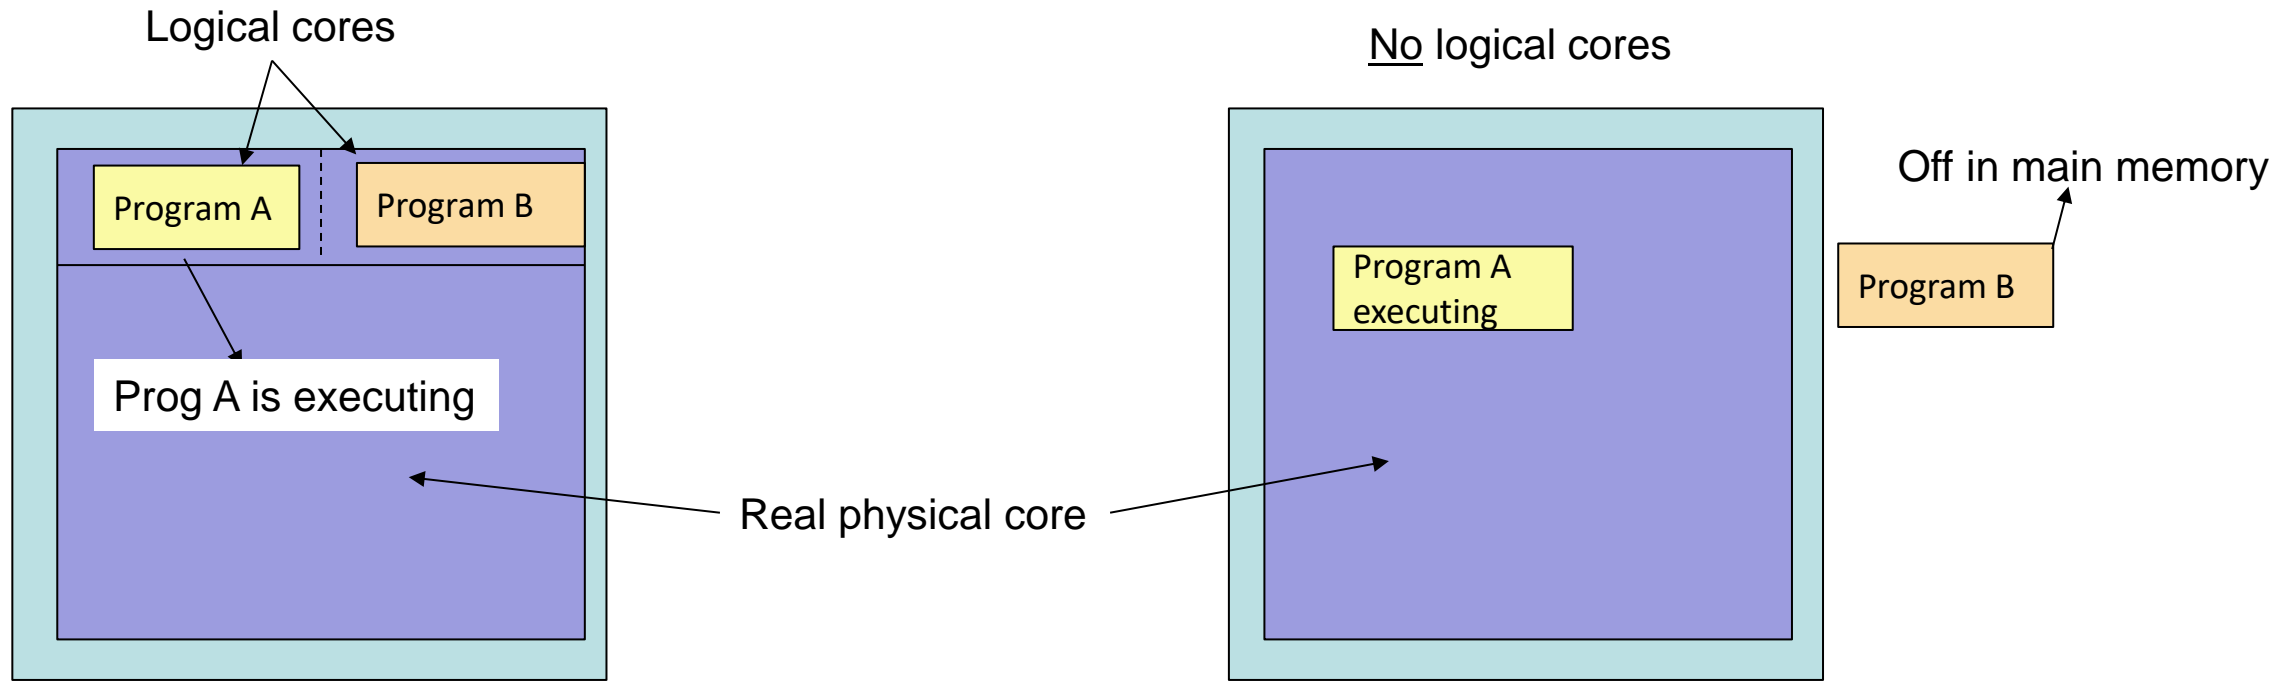 Logical cores
No logical cores
Program A
Program B
Prog A is executing
Real physical core
Program A
executing
Off in main memory
Program B